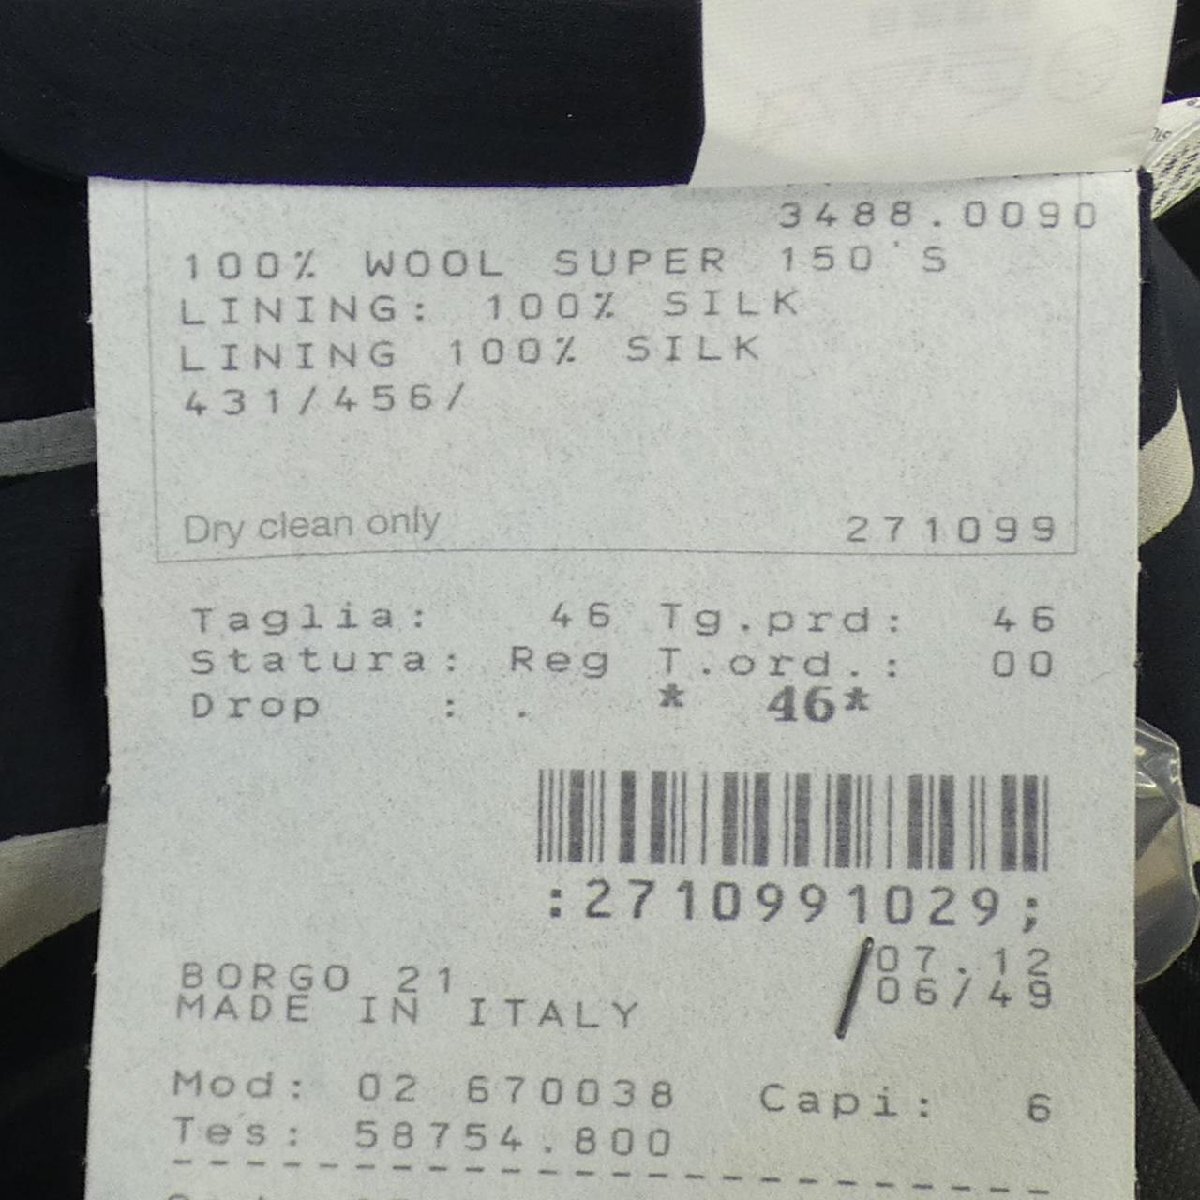 3488.0090
100% WOOL SUPER 150'S
LINING: 100% SILK
LINING 100% SILK
431/456/
Dry clean only 271099
Taglia: 46 Tg.prd: 46
Statura: Reg T.ord.: 00
Drop : . * 46*
:2710991029;
07.12
06/49
BORGO 21
MADE IN ITALY
Mod: 02 670038 Capi: 6
Tes: 58754.800